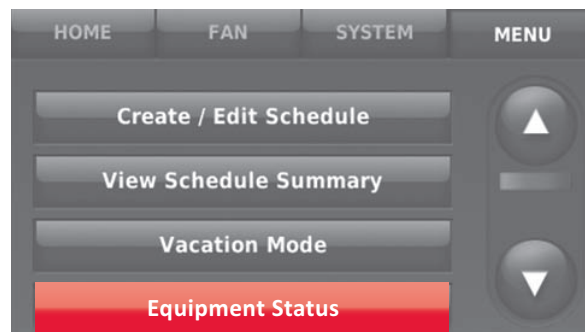 HOME FAN SYSTEM MENU
Create / Edit Schedule
View Schedule Summary
Vacation Mode
Equipment Status